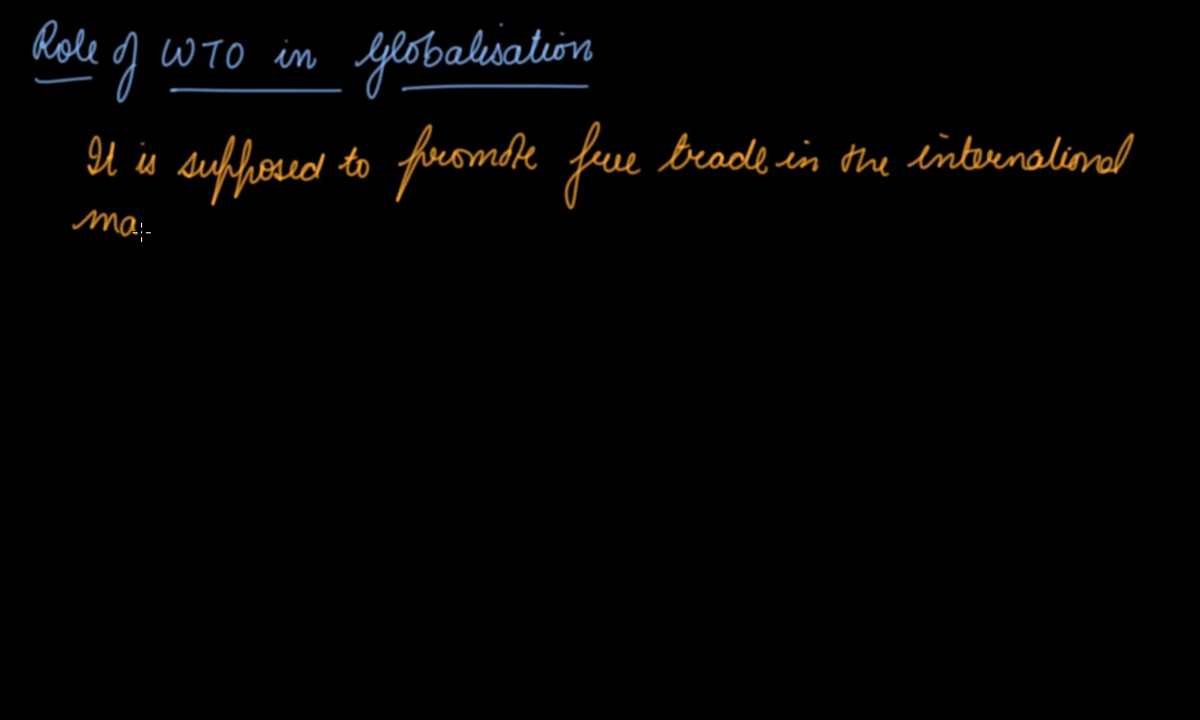 Role of WTO in Globalisation
It is supposed to promote free trade in the international
ma